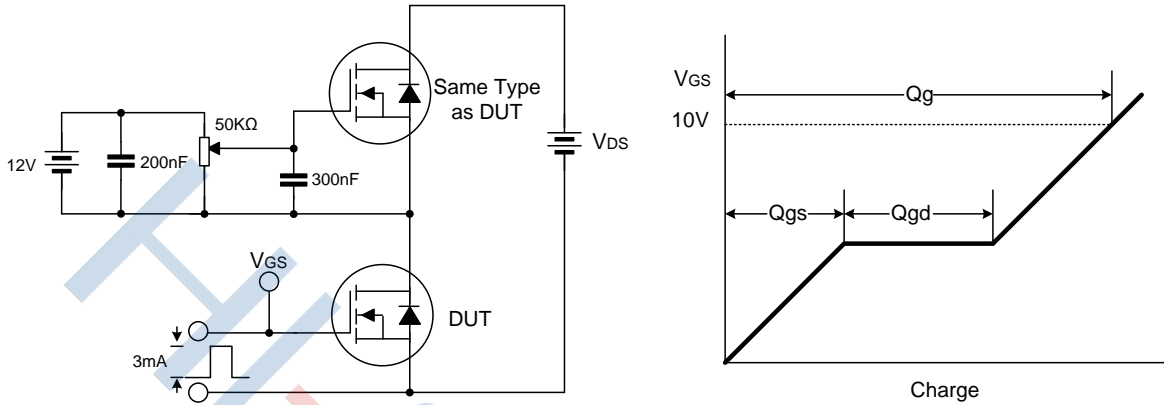 12V
200nF
50KΩ
300nF
Same Type
as DUT
VDS
VGS
3mA
DUT
VGS
10V
Qg
Qgs
Qgd
Charge